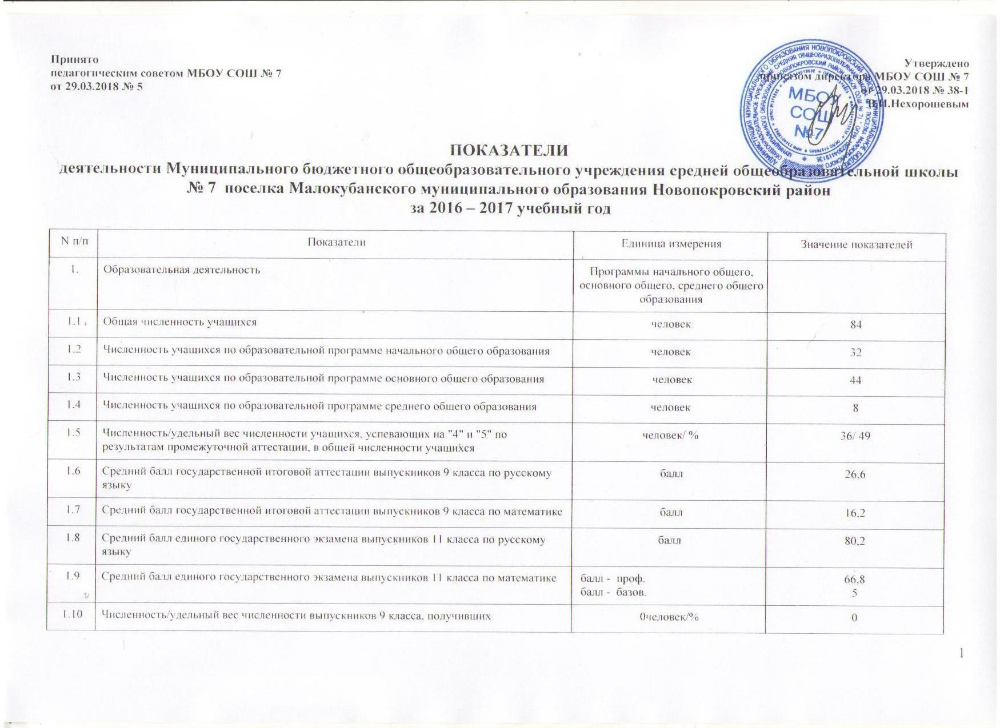 Принято
педагогическим советом МБОУ СОШ № 7
от 29.03.2018 № 5
Утверждено
приказом директора МБОУ СОШ № 7
от 29.03.2018 № 38-1
В.И.Нехорошевым
МБОУ
СОШ
№7
ПОКАЗАТЕЛИ
деятельности Муниципального бюджетного общеобразовательного учреждения средней общеобразовательной школы
№ 7 поселка Малокубанского муниципального образования Новопокровский район
за 2016 – 2017 учебный год
N п/п Показатели Единица измерения Значение показателей
1. Образовательная деятельность Программы начального общего,
основного общего, среднего общего
образования
1.1 Общая численность учащихся человек 84
1.2 Численность учащихся по образовательной программе начального общего образования человек 32
1.3 Численность учащихся по образовательной программе основного общего образования человек 44
1.4 Численность учащихся по образовательной программе среднего общего образования человек 8
1.5 Численность/удельный вес численности учащихся, успевающих на "4" и "5" по человек/ % 36/ 49
результатам промежуточной аттестации, в общей численности учащихся
1.6 Средний балл государственной итоговой аттестации выпускников 9 класса по русскому балл 26,6
языку
1.7 Средний балл государственной итоговой аттестации выпускников 9 класса по математике балл 16,2
1.8 Средний балл единого государственного экзамена выпускников 11 класса по русскому балл 80,2
языку
1.9 Средний балл единого государственного экзамена выпускников 11 класса по математике балл - проф. 66,8
балл - базов. 5
1.10 Численность/удельный вес численности выпускников 9 класса, получивших 0человек/% 0
1